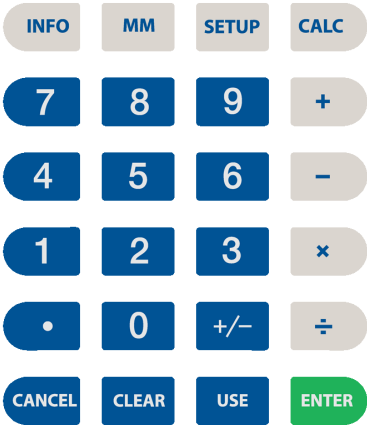 INFO MM SETUP CALC
7 8 9 +
4 5 6 −
1 2 3 ×
• 0 +/− ÷
CANCEL CLEAR USE ENTER